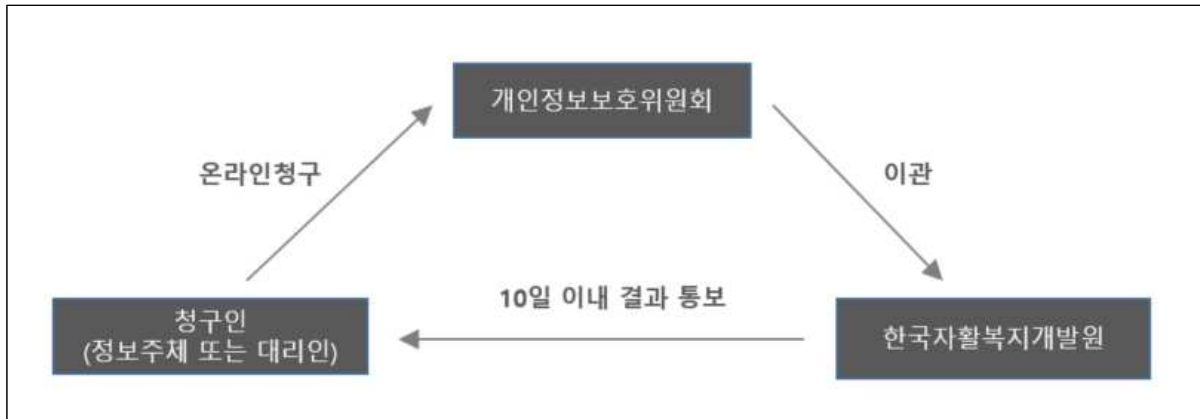 개인정보보호위원회
온라인청구
이관
10일 이내 결과 통보
청구인
(정보주체 또는 대리인)
한국자활복지개발원